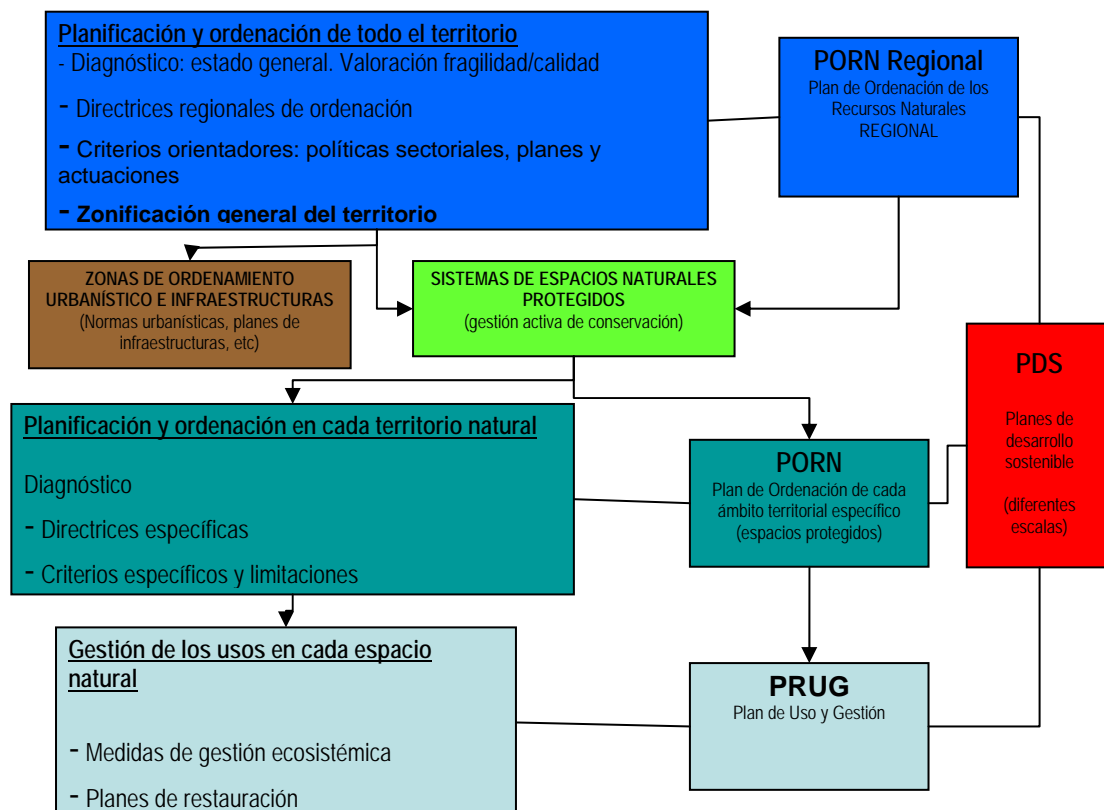 Planificación y ordenación de todo el territorio
- Diagnóstico: estado general. Valoración fragilidad/calidad
- Directrices regionales de ordenación
- Criterios orientadores: políticas sectoriales, planes y
actuaciones
- Zonificación general del territorio
PORN Regional
Plan de Ordenación de los
Recursos Naturales
REGIONAL
ZONAS DE ORDENAMIENTO
URBANÍSTICO E INFRAESTRUCTURAS
(Normas urbanísticas, planes de
infraestructuras, etc)
SISTEMAS DE ESPACIOS NATURALES
PROTEGIDOS
(gestión activa de conservación)
PDS
Planes de
desarrollo
sostenible
(diferentes
escalas)
Planificación y ordenación en cada territorio natural
Diagnóstico
- Directrices específicas
- Criterios específicos y limitaciones
PORN
Plan de Ordenación de cada
ámbito territorial específico
(espacios protegidos)
Gestión de los usos en cada espacio
natural
- Medidas de gestión ecosistémica
- Planes de restauración
PRUG
Plan de Uso y Gestión